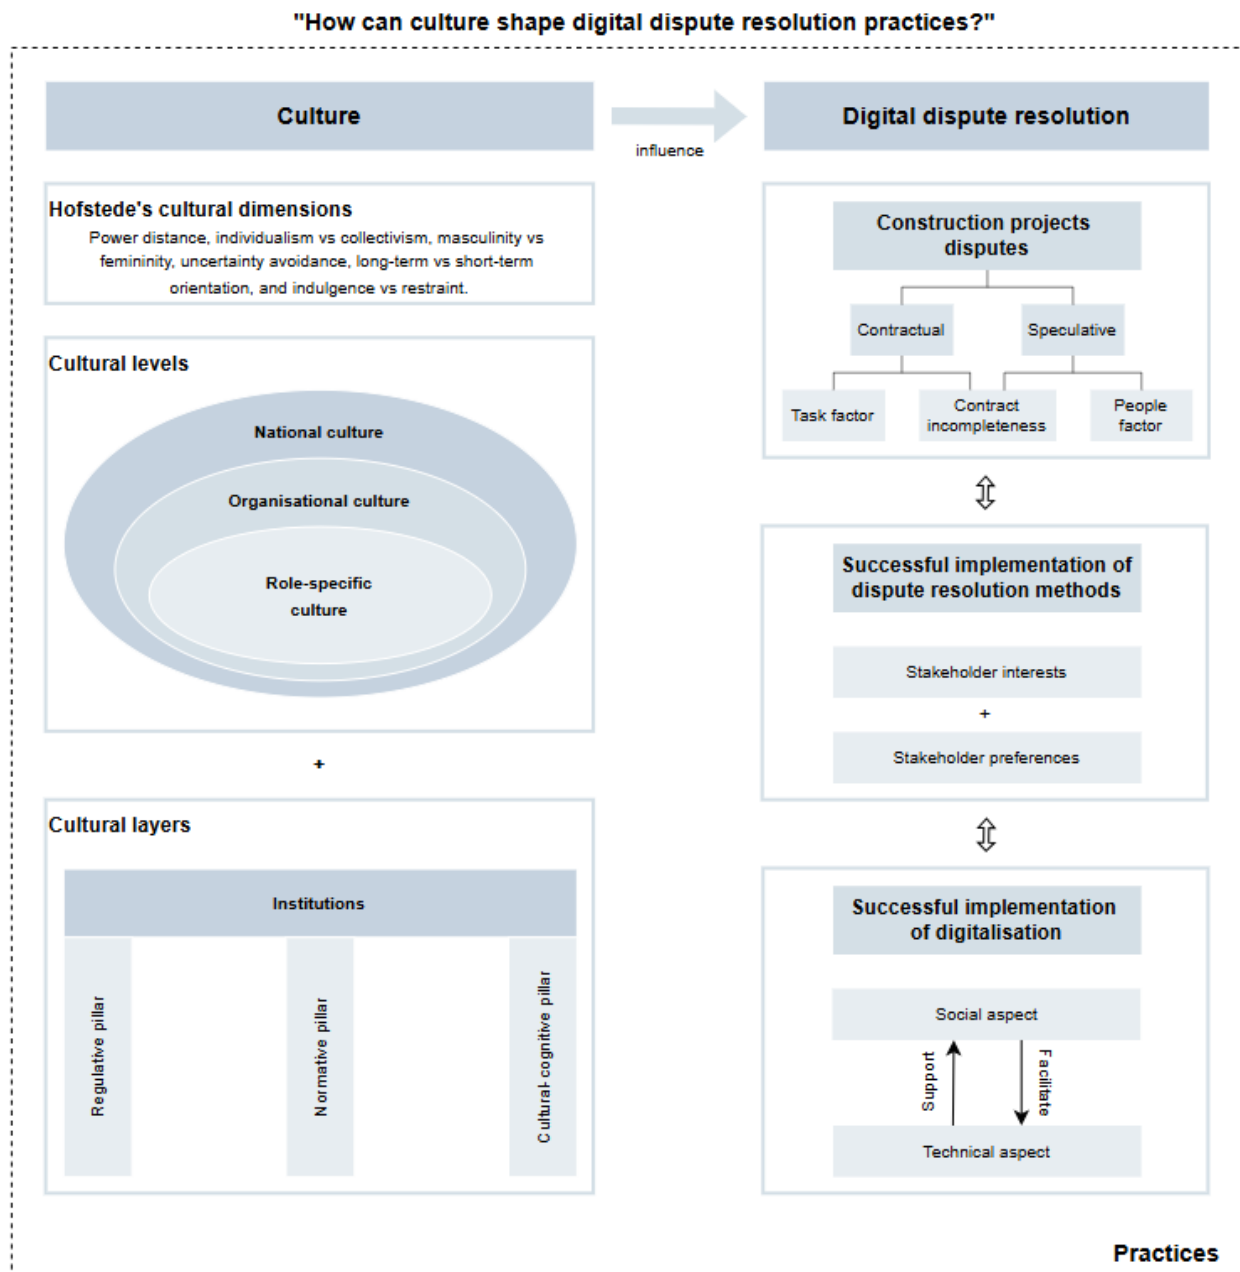 "How can culture shape digital dispute resolution practices?"
Culture
influence
Digital dispute resolution
Hofstede's cultural dimensions
Power distance, individualism vs collectivism, masculinity vs
femininity, uncertainty avoidance, long-term vs short-term
orientation, and indulgence vs restraint.
Cultural levels
National culture
Organisational culture
Role-specific
culture
+
Cultural layers
Institutions
Regulative pillar
Normative pillar
Cultural-cognitive pillar
Construction projects
disputes
Contractual
Speculative
Task factor
Contract
incompleteness
People
factor
Successful implementation of
dispute resolution methods
Stakeholder interests
+
Stakeholder preferences
Successful implementation
of digitalisation
Social aspect
Support
Facilitate
Technical aspect
Practices